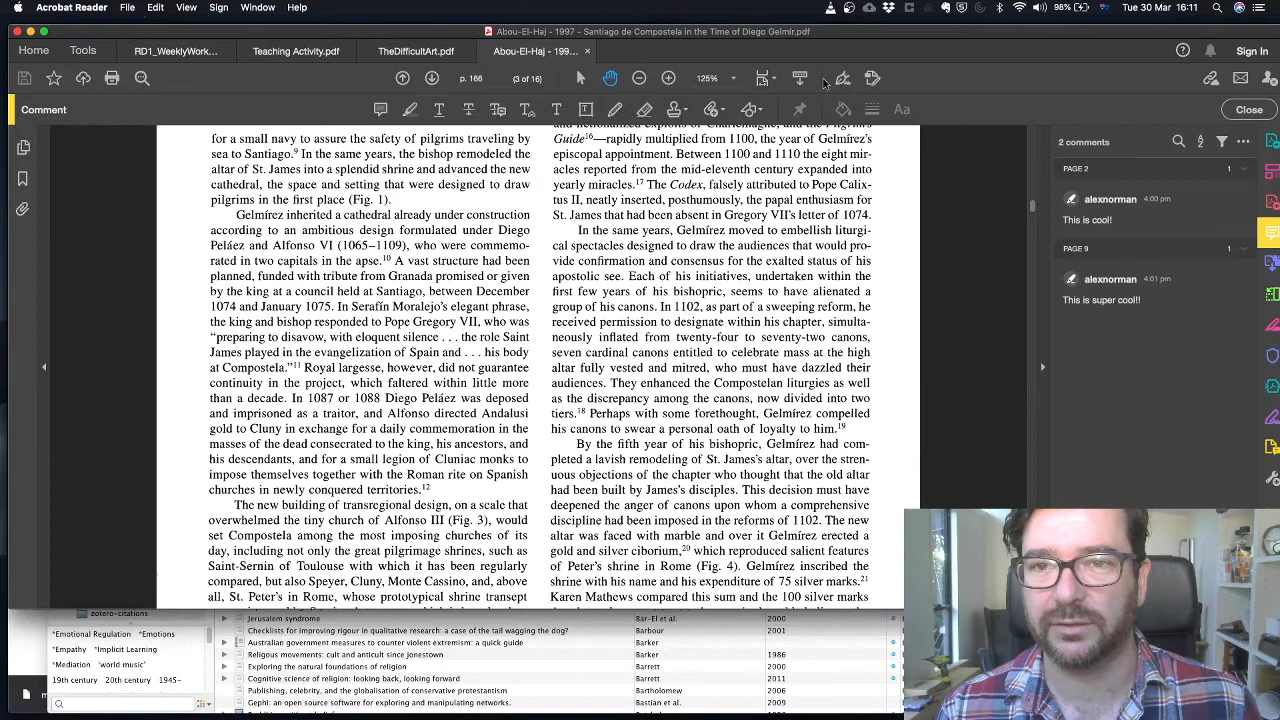 Acrobat Reader File Edit View Sign Window Help 98% Tue 30 Mar 16:11
Abou-El-Haj - 1997 - Santiago de Compostela in the Time of Diego Gelmír.pdf
Home Tools RD1_WeeklyWork... Teaching Activity.pdf TheDifficultArt.pdf Abou-El-Haj - 199... × Sign In
p. 166 (3 of 16) 125%
Comment Close
for a small navy to assure the safety of pilgrims traveling by
sea to Santiago.9 In the same years, the bishop remodeled the
altar of St. James into a splendid shrine and advanced the new
cathedral, the space and setting that were designed to draw
pilgrims in the first place (Fig. 1).
Gelmírez inherited a cathedral already under construction
according to an ambitious design formulated under Diego
Peláez and Alfonso VI (1065–1109), who were commemo-
rated in two capitals in the apse.10 A vast structure had been
planned, funded with tribute from Granada promised or given
by the king at a council held at Santiago, between December
1074 and January 1075. In Serafín Moralejo's elegant phrase,
the king and bishop responded to Pope Gregory VII, who was
"preparing to disavow, with eloquent silence . . . the role Saint
James played in the evangelization of Spain and . . . his body
at Compostela."11 Royal largesse, however, did not guarantee
continuity in the project, which faltered within little more
than a decade. In 1087 or 1088 Diego Peláez was deposed
and imprisoned as a traitor, and Alfonso directed Andalusi
gold to Cluny in exchange for a daily commemoration in the
masses of the dead consecrated to the king, his ancestors, and
his descendants, and for a small legion of Cluniac monks to
impose themselves together with the Roman rite on Spanish
churches in newly conquered territories.12
The new building of transregional design, on a scale that
overwhelmed the tiny church of Alfonso III (Fig. 3), would
set Compostela among the most imposing churches of its
day, including not only the great pilgrimage shrines, such as
Saint-Sernin of Toulouse with which it has been regularly
compared, but also Speyer, Cluny, Monte Cassino, and, above
all, St. Peter's in Rome, whose prototypical shrine transept
Guide16—rapidly multiplied from 1100, the year of Gelmírez's
episcopal appointment. Between 1100 and 1110 the eight mir-
acles reported from the mid-eleventh century expanded into
yearly miracles.17 The Codex, falsely attributed to Pope Calix-
tus II, neatly inserted, posthumously, the papal enthusiasm for
St. James that had been absent in Gregory VII's letter of 1074.
In the same years, Gelmírez moved to embellish liturgi-
cal spectacles designed to draw the audiences that would pro-
vide confirmation and consensus for the exalted status of his
apostolic see. Each of his initiatives, undertaken within the
first few years of his bishopric, seems to have alienated a
group of his canons. In 1102, as part of a sweeping reform, he
received permission to designate within his chapter, simulta-
neously inflated from twenty-four to seventy-two canons,
seven cardinal canons entitled to celebrate mass at the high
altar fully vested and mitred, who must have dazzled their
audiences. They enhanced the Compostelan liturgies as well
as the discrepancy among the canons, now divided into two
tiers.18 Perhaps with some forethought, Gelmírez compelled
his canons to swear a personal oath of loyalty to him.19
By the fifth year of his bishopric, Gelmírez had com-
pleted a lavish remodeling of St. James's altar, over the stren-
uous objections of the chapter who thought that the old altar
had been built by James's disciples. This decision must have
deepened the anger of canons upon whom a comprehensive
discipline had been imposed in the reforms of 1102. The new
altar was faced with marble and over it Gelmírez erected a
gold and silver ciborium,20 which reproduced salient features
of Peter's shrine in Rome (Fig. 4). Gelmírez inscribed the
shrine with his name and his expenditure of 75 silver marks.21
Karen Mathews compared this sum and the 100 silver marks
2 comments
PAGE 2 1
alexnorman 4:00 pm
This is cool!
PAGE 9 1
alexnorman 4:01 pm
This is super cool!!
zotero-citations
*Emotional Regulation *Emotions
*Empathy *Implicit Learning
*Mediation 'world music'
19th century 20th century 1945-
Jerusalem syndrome Bar-El et al. 2000
Checklists for improving rigour in qualitative research: a case of the tail wagging the dog? Barbour 2001
Australian government measures to counter violent extremism: a quick guide Barker
Religous movements: cult and anticult since jonestown Barker 1986
Exploring the natural foundations of religion Barrett 2000
Cognitive science of religion: looking back, looking forward Barrett 2011
Publishing, celebrity, and the globalisation of conservative protestantism Bartholomew 2006
Gephi: an open source software for exploring and manipulating networks. Bastian et al. 2009